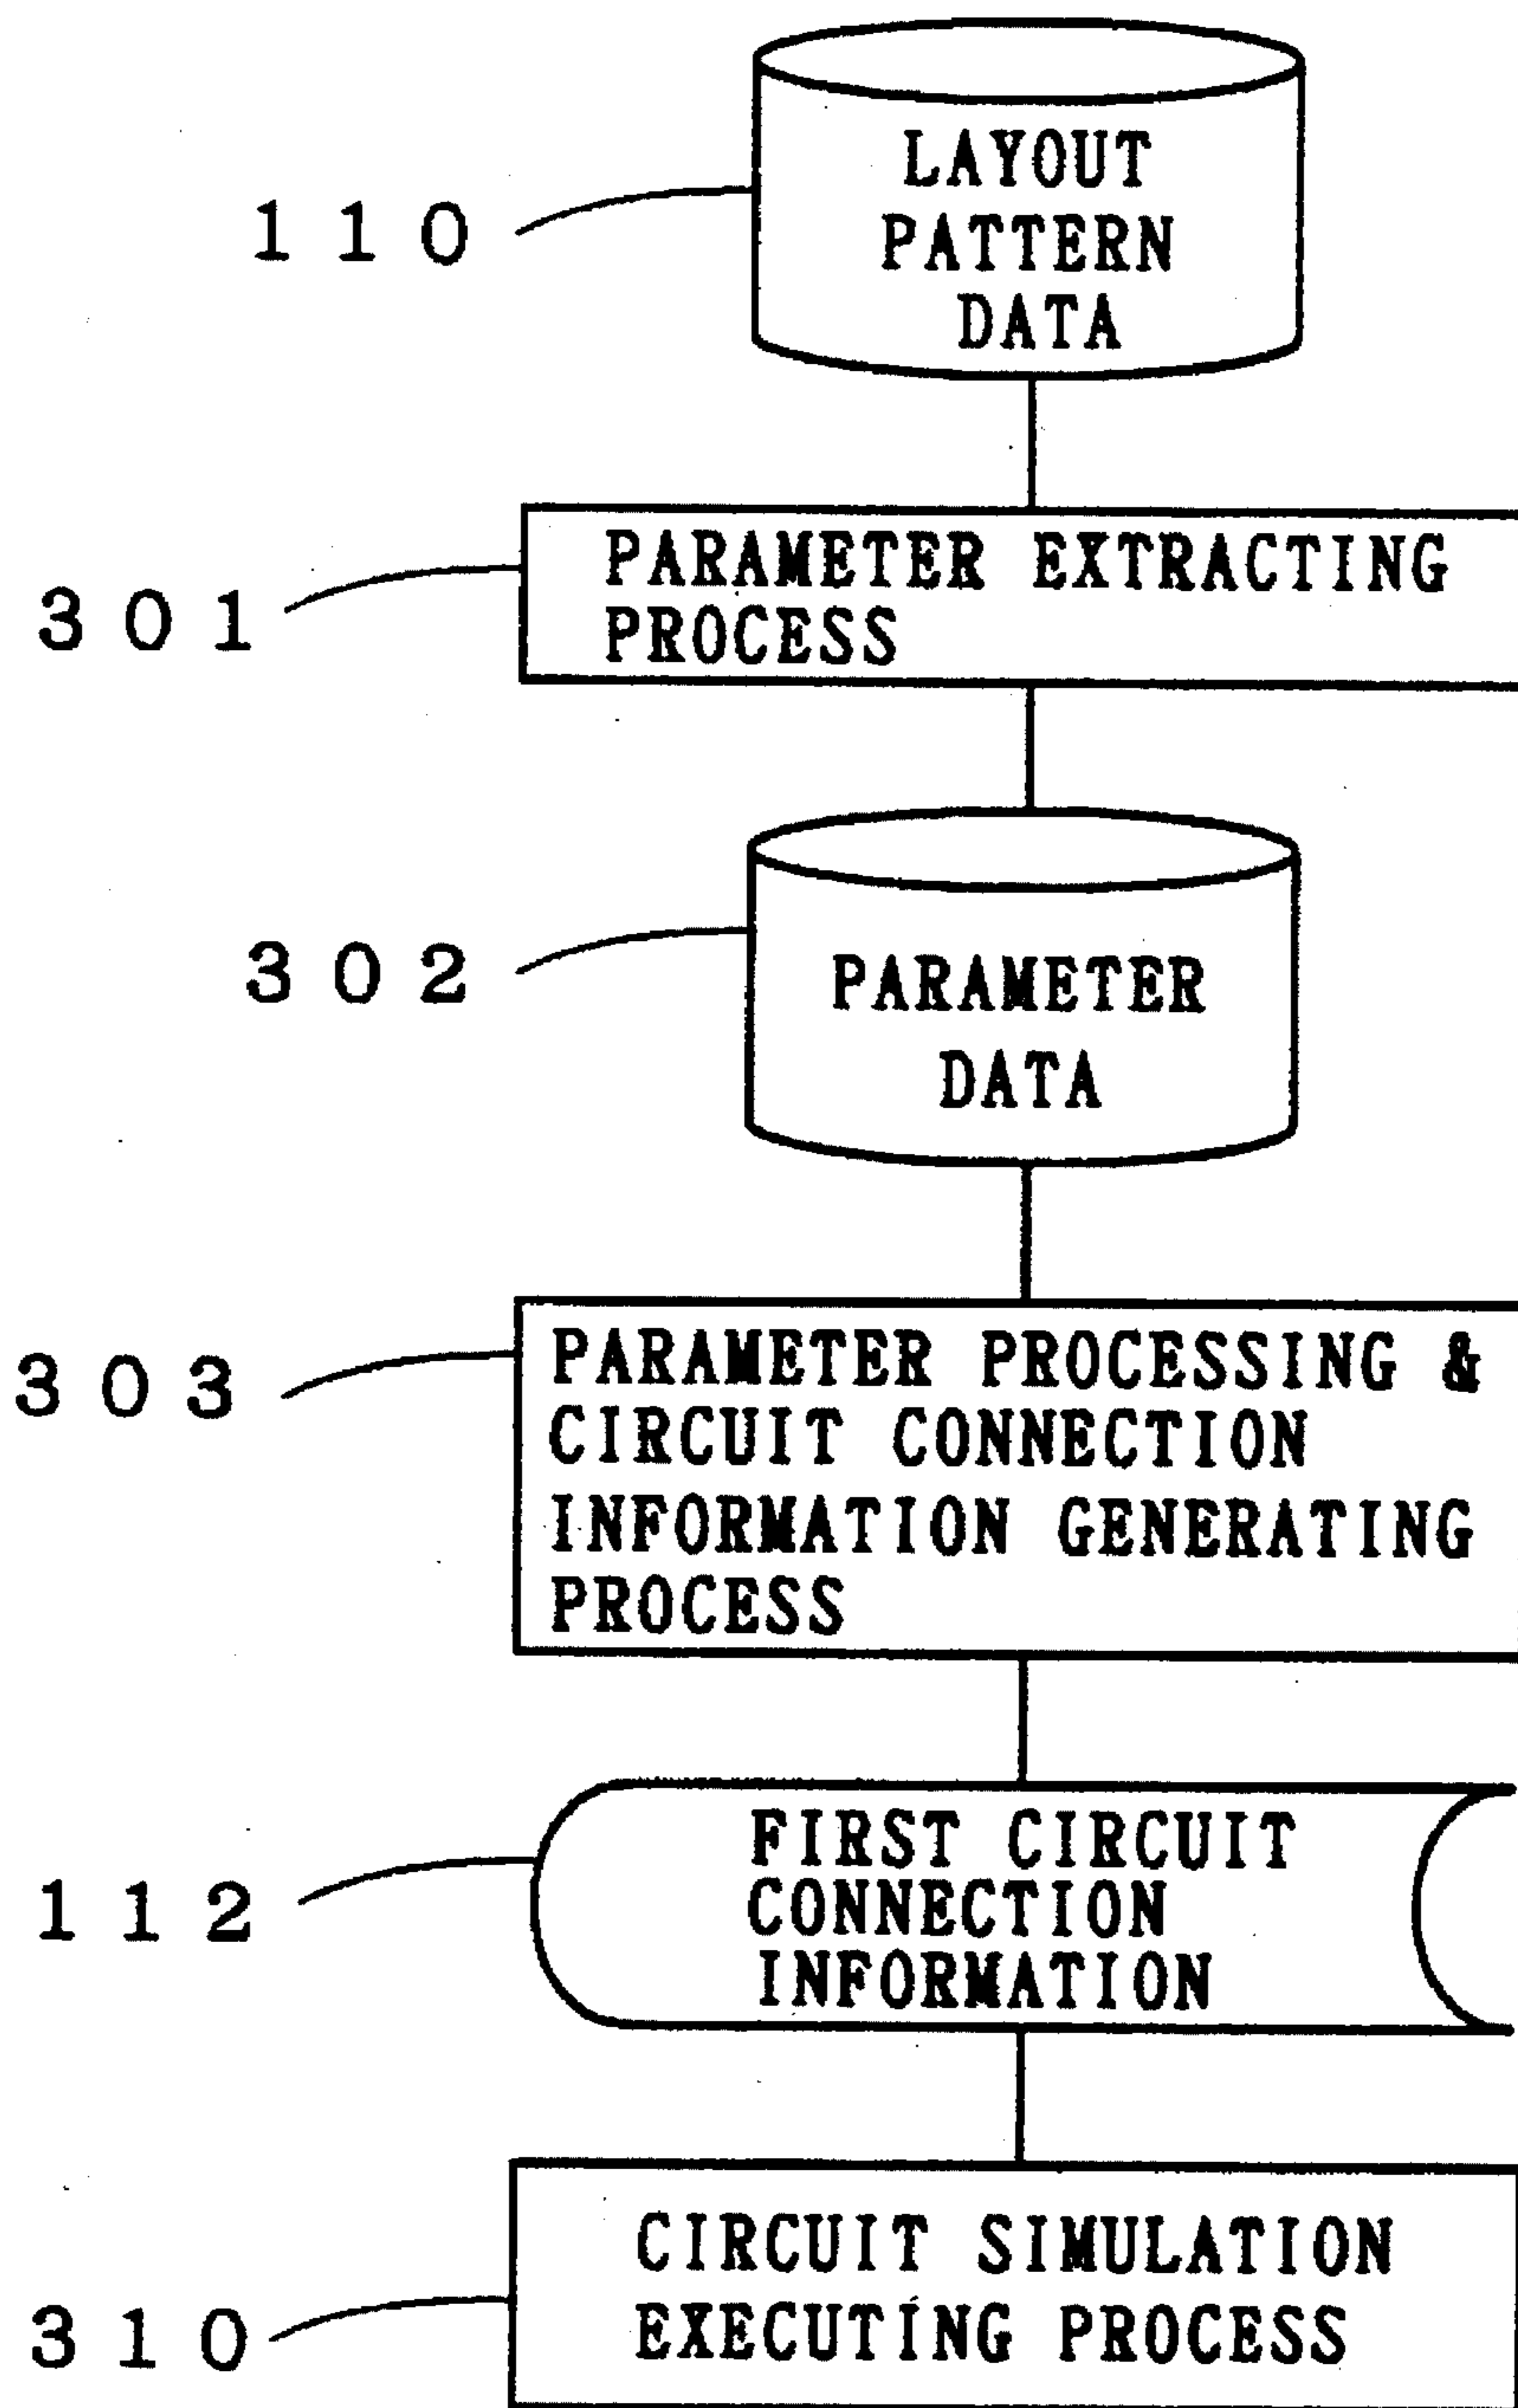 LAYOUT
PATTERN
DATA
110
PARAMETER EXTRACTING
PROCESS
301
PARAMETER
DATA
302
PARAMETER PROCESSING &
CIRCUIT CONNECTION
INFORMATION GENERATING
PROCESS
303
FIRST CIRCUIT
CONNECTION
INFORMATION
112
CIRCUIT SIMULATION
EXECUTING PROCESS
310